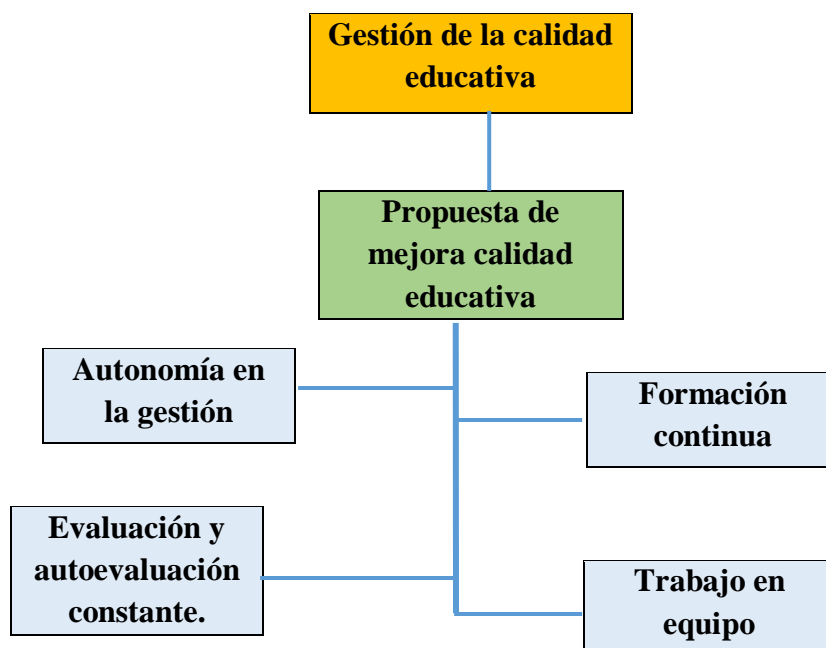 Gestión de la calidad
educativa
Propuesta de
mejora calidad
educativa
Autonomía en
la gestión
Formación
continua
Evaluación y
autoevaluación
constante.
Trabajo en
equipo